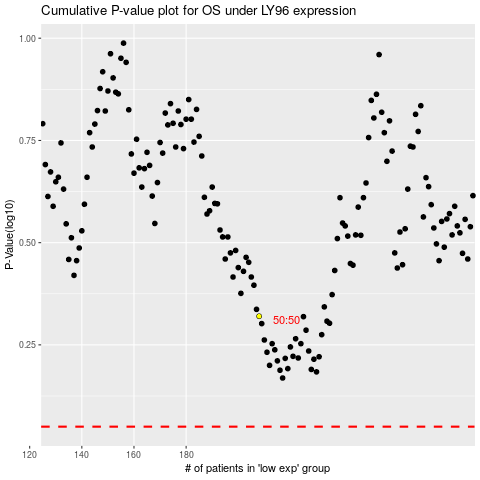 Cumulative P-value plot for OS under LY96 expression
P-Value(log10)
1.00
0.75
0.50
0.25
50:50
120 140 160 180
# of patients in 'low exp' group